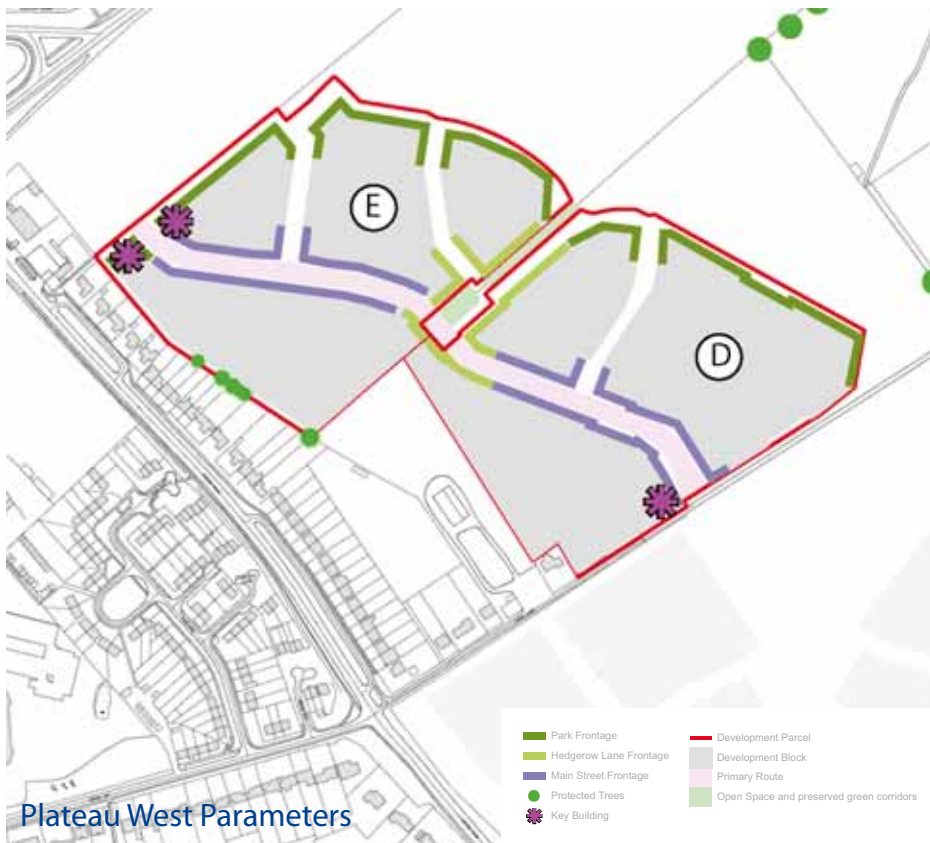 E
D
Park Frontage
Hedgerow Lane Frontage
Main Street Frontage
Protected Trees
Key Building
Development Parcel
Development Block
Primary Route
Open Space and preserved green corridors
Plateau West Parameters